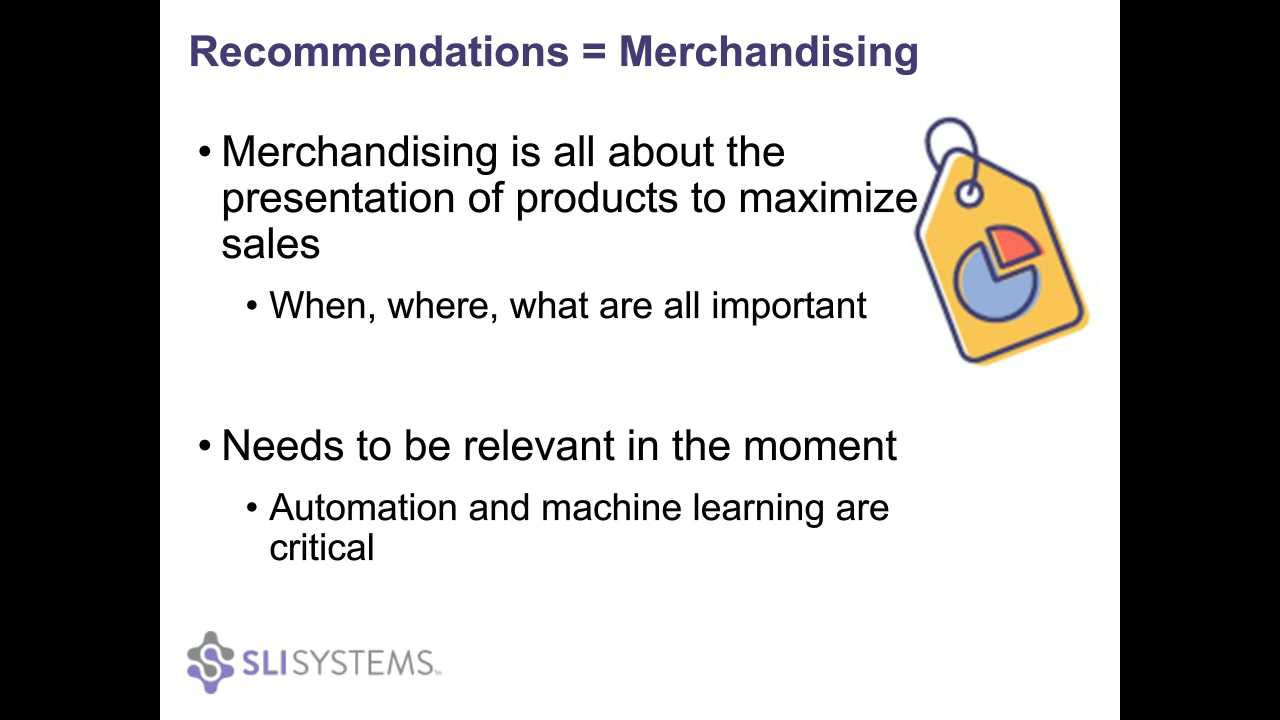 Recommendations = Merchandising
• Merchandising is all about the
presentation of products to maximize
sales
• When, where, what are all important
• Needs to be relevant in the moment
• Automation and machine learning are
critical
SLI SYSTEMS